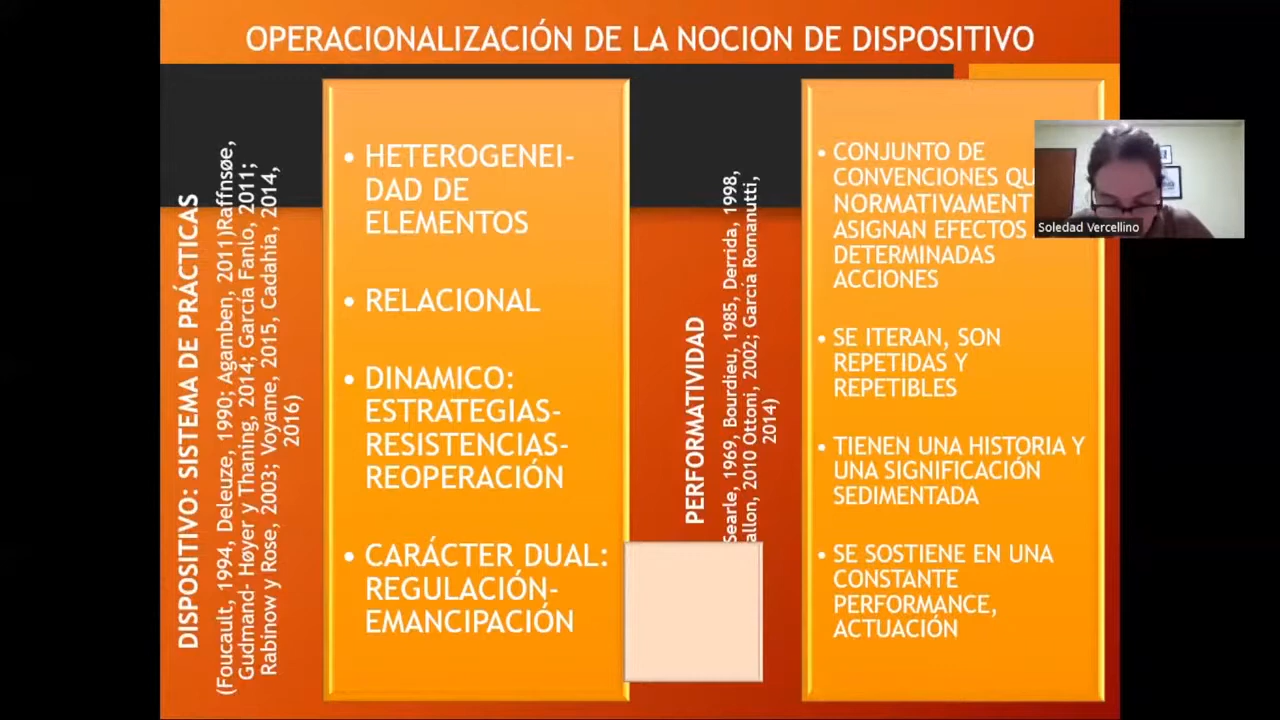 OPERACIONALIZACIÓN DE LA NOCION DE DISPOSITIVO
DISPOSITIVO: SISTEMA DE PRÁCTICAS
(Foucault, 1994, Deleuze, 1990; Agamben, 2011)Raffnsøe,
Gudmand- Høyer y Thaning, 2014; García Fanlo, 2011;
Rabinow y Rose, 2003; Voyame, 2015, Cadahia, 2014,
2016)
• HETEROGENEI-
DAD DE
ELEMENTOS
• RELACIONAL
• DINAMICO:
ESTRATEGIAS-
RESISTENCIAS-
REOPERACIÓN
• CARÁCTER DUAL:
REGULACIÓN-
EMANCIPACIÓN
PERFORMATIVIDAD
Searle, 1969, Bourdieu, 1985, Derrida, 1998,
allon, 2010 Ottoni, 2002; García Romanutti,
2014)
• CONJUNTO DE
CONVENCIONES QU
NORMATIVAMENT
ASIGNAN EFECTOS
DETERMINADAS
ACCIONES
• SE ITERAN, SON
REPETIDAS Y
REPETIBLES
• TIENEN UNA HISTORIA Y
UNA SIGNIFICACIÓN
SEDIMENTADA
• SE SOSTIENE EN UNA
CONSTANTE
PERFORMANCE,
ACTUACIÓN
Soledad Vercellino